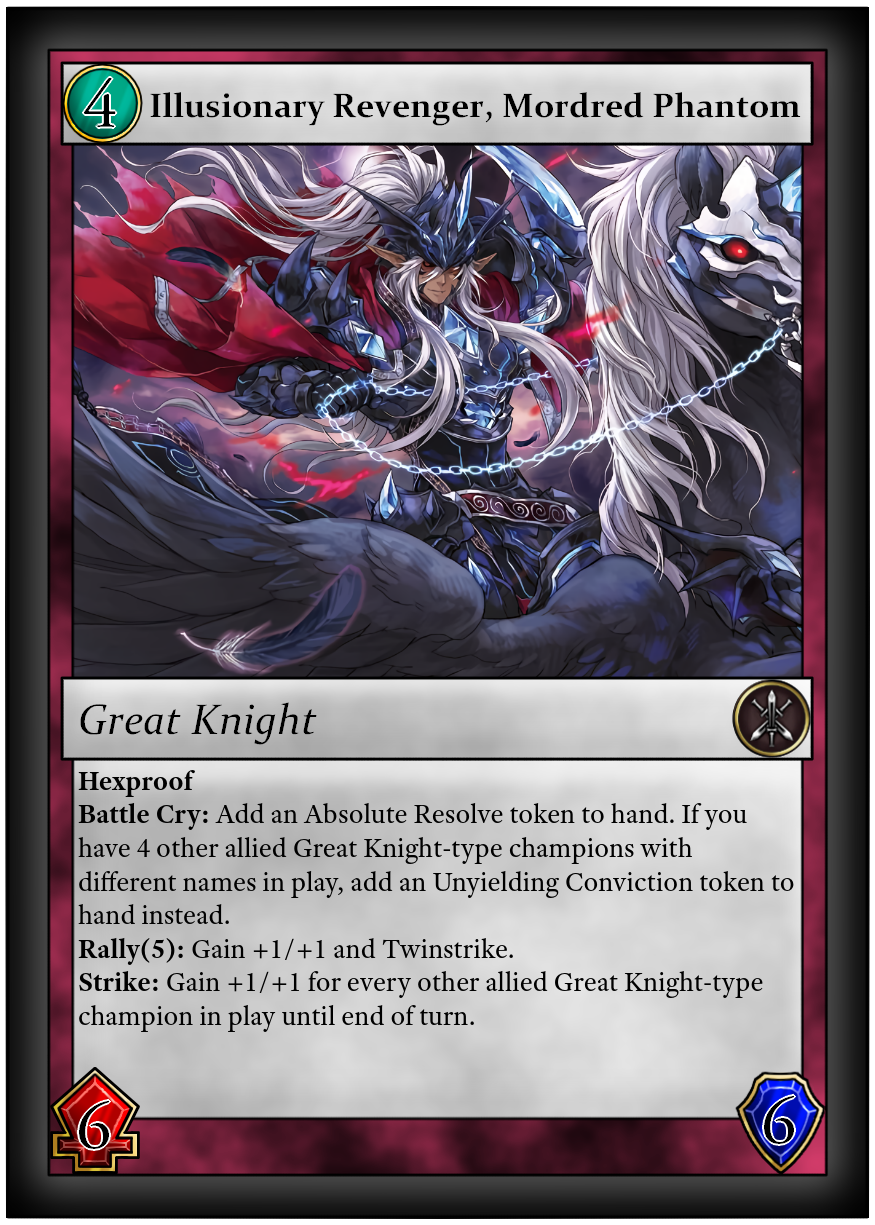 4 Illusionary Revenger, Mordred Phantom
Great Knight
Hexproof
Battle Cry: Add an Absolute Resolve token to hand. If you
have 4 other allied Great Knight-type champions with
different names in play, add an Unyielding Conviction token to
hand instead.
Rally(5): Gain +1/+1 and Twinstrike.
Strike: Gain +1/+1 for every other allied Great Knight-type
champion in play until end of turn.
6 6